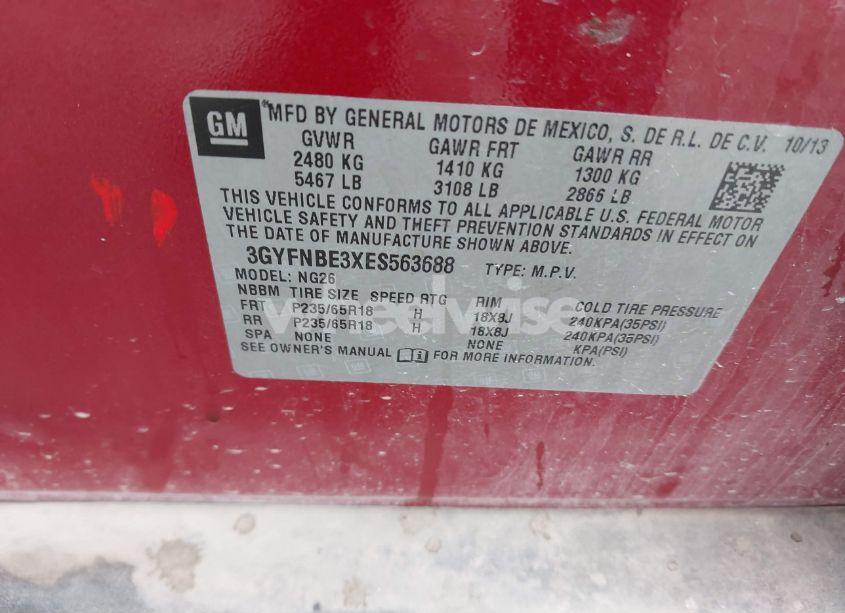 GM
MFD BY GENERAL MOTORS DE MEXICO, S. DE R.L. DE C.V. 10/13
GVWR GAWR FRT GAWR RR
2480 KG 1410 KG 1300 KG
5467 LB 3108 LB 2866 LB
THIS VEHICLE CONFORMS TO ALL APPLICABLE U.S. FEDERAL MOTOR
VEHICLE SAFETY AND THEFT PREVENTION STANDARDS IN EFFECT ON
THE DATE OF MANUFACTURE SHOWN ABOVE.
3GYFNBE3XES563688 TYPE: M.P.V.
MODEL: NG26
NBBM TIRE SIZE SPEED RTG RIM COLD TIRE PRESSURE
FRT P235/65R18 H 18X8J 240KPA(35PSI)
RR P235/65R18 H 18X8J 240KPA(35PSI)
SPA NONE NONE KPA(PSI)
SEE OWNER'S MANUAL FOR MORE INFORMATION.
wheelwise